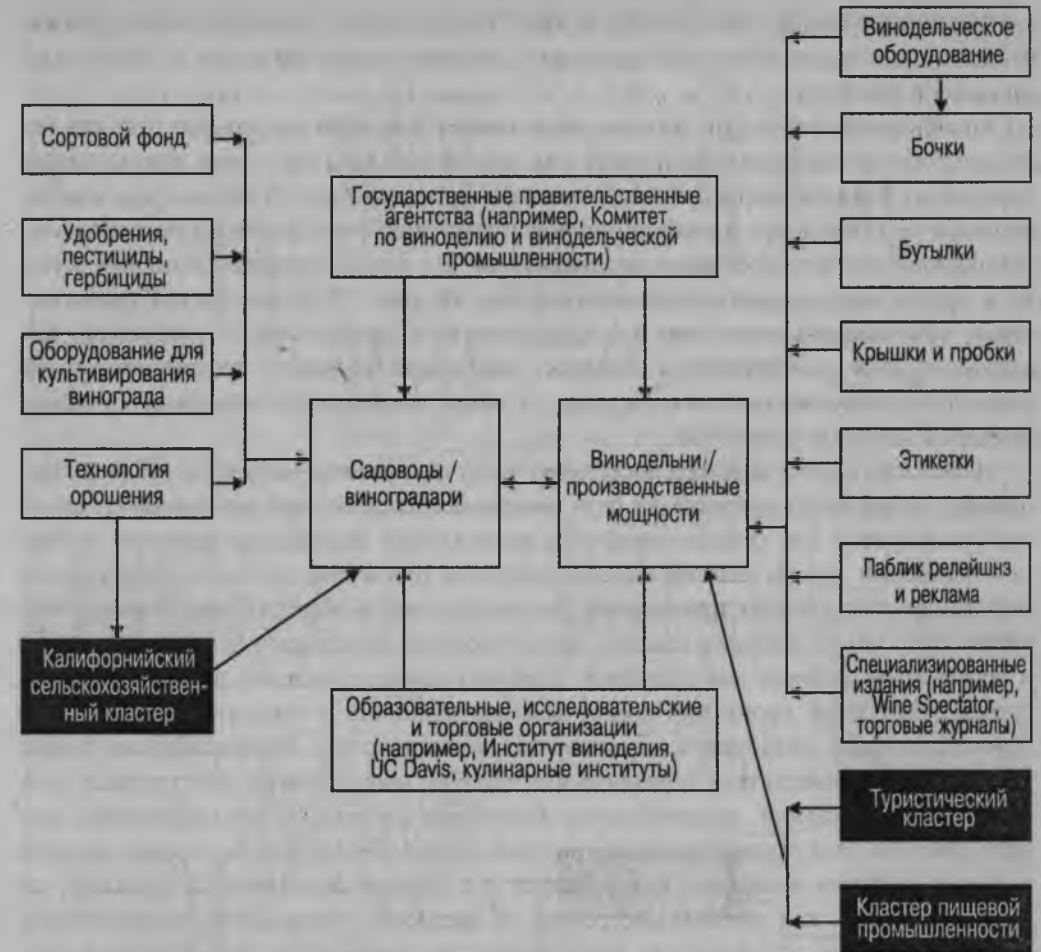 Сортовой фонд
Удобрения,
пестициды,
гербициды
Оборудование для
культивирования
винограда
Технология
орошения
Калифорнийский
сельскохозяйствен-
ный кластер
Государственные правительственные
агентства (например, Комитет
по виноделию и винодельческой
промышленности)
Садоводы /
виноградари
Винодельни /
производственные
мощности
Образовательные, исследовательские
и торговые организации
(например, Институт виноделия,
UC Davis, кулинарные институты)
Винодельческое
оборудование
Бочки
Бутылки
Крышки и пробки
Этикетки
Паблик релейшнз
и реклама
Специализированные
издания (например,
Wine Spectator,
торговые журналы)
Туристический
кластер
Кластер пищевой
промышленности